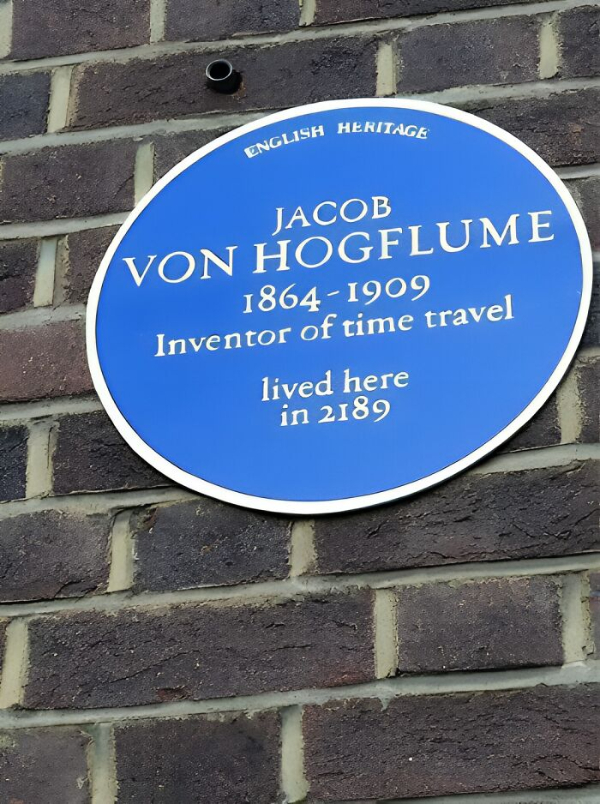 ENGLISH HERITAGE
JACOB
VON HOGFLUME
1864-1909
Inventor of time travel
lived here
in 2189